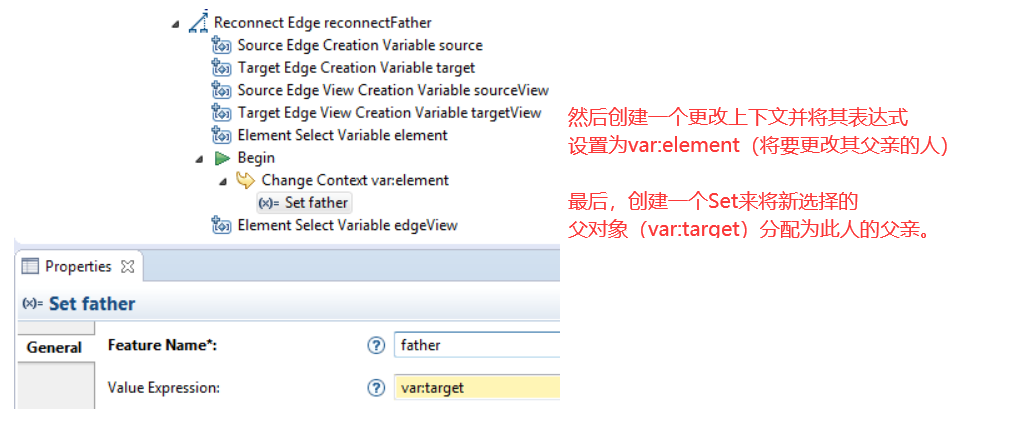 Reconnect Edge reconnectFather
Source Edge Creation Variable source
Target Edge Creation Variable target
Source Edge View Creation Variable sourceView
Target Edge View Creation Variable targetView
Element Select Variable element
Begin
Change Context var:element
(x)= Set father
Element Select Variable edgeView
然后创建一个更改上下文并将其表达式
设置为var:element（将要更改其父亲的人）
最后，创建一个Set来将新选择的
父对象（var:target）分配为此人的父亲。
Properties
(x)= Set father
General
Feature Name*:
?
father
Value Expression:
?
var:target